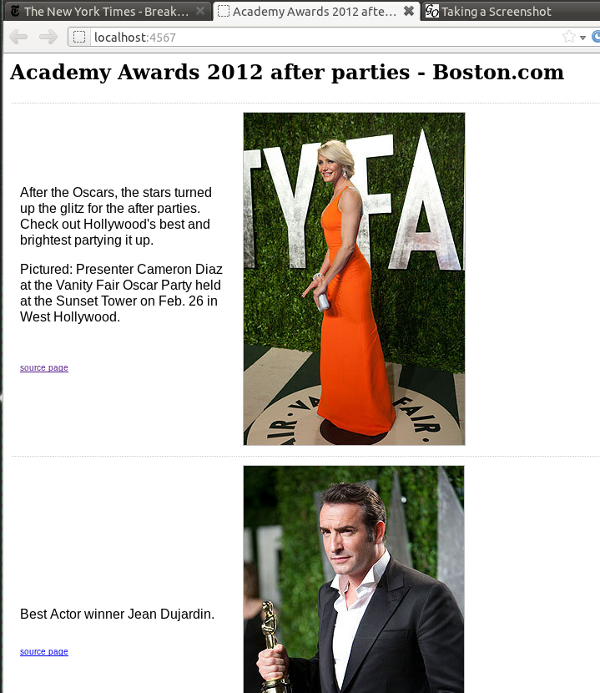 The New York Times - Break...
Academy Awards 2012 afte...
Taking a Screenshot
localhost:4567
Academy Awards 2012 after parties - Boston.com
After the Oscars, the stars turned
up the glitz for the after parties.
Check out Hollywood's best and
brightest partying it up.
Pictured: Presenter Cameron Diaz
at the Vanity Fair Oscar Party held
at the Sunset Tower on Feb. 26 in
West Hollywood.
source page
TY FA
AIR · VA
FAIR ·
Best Actor winner Jean Dujardin.
source page